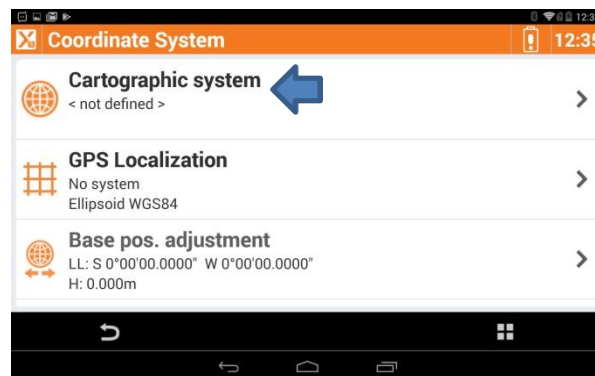 12:3
Coordinate System
12:35
Cartographic system
< not defined >
GPS Localization
No system
Ellipsoid WGS84
Base pos. adjustment
LL: S 0°00'00.0000" W 0°00'00.0000"
H: 0.000m